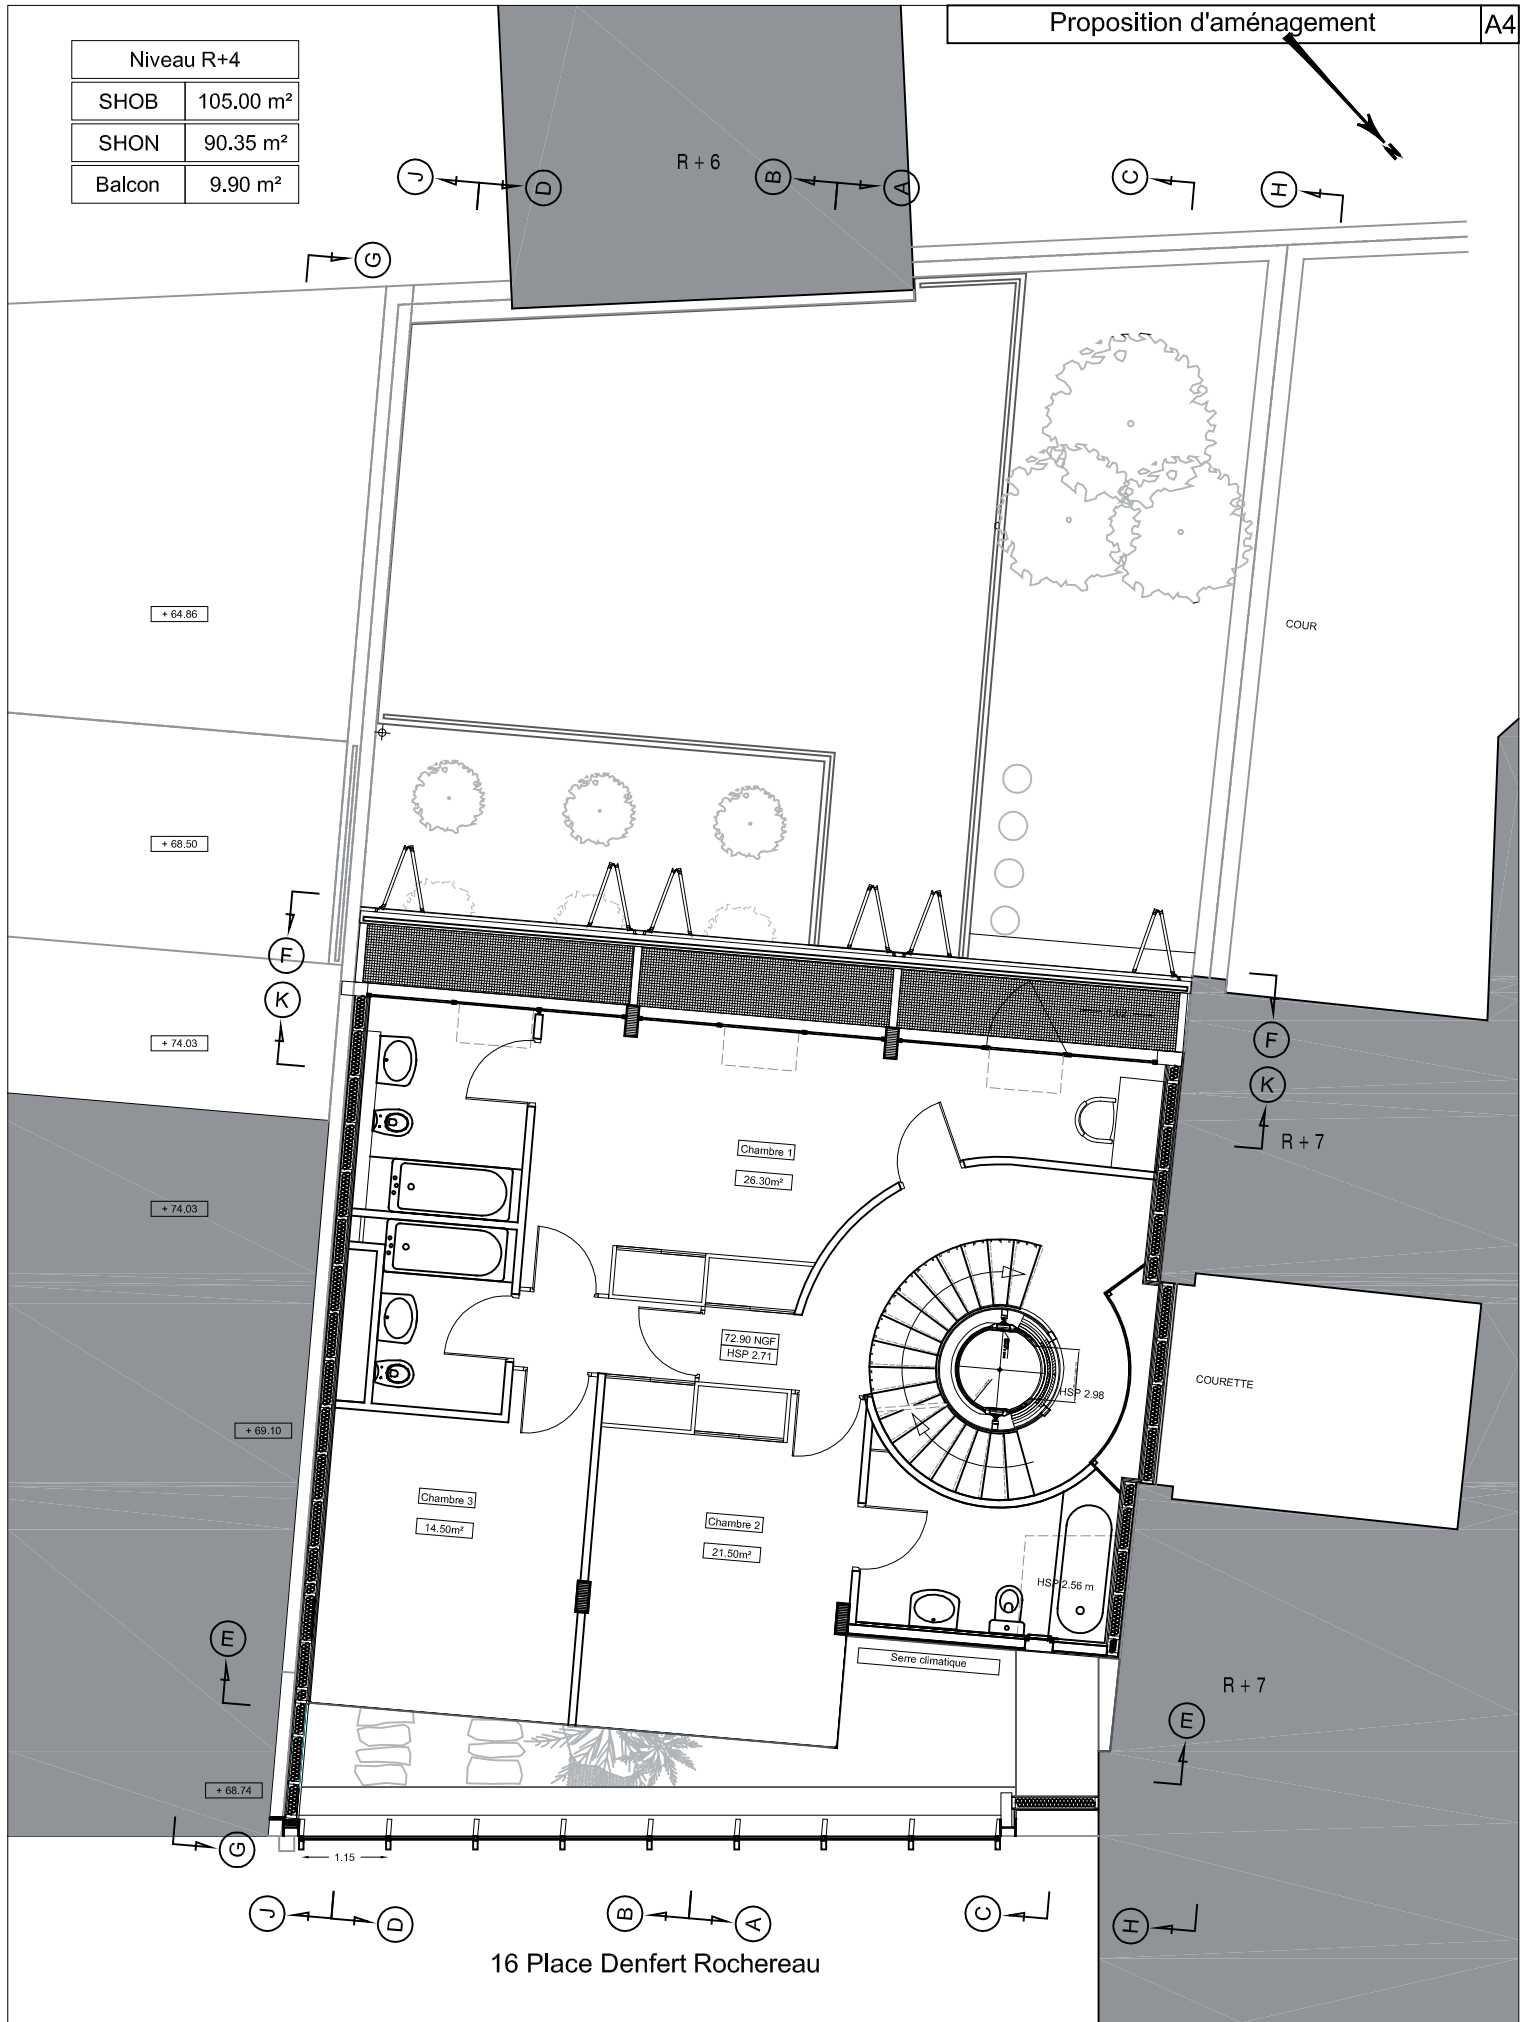 Proposition d'aménagement
A4
Niveau R+4
SHOB 105.00 m²
SHON 90.35 m²
Balcon 9.90 m²
R + 6
J
D
B
A
C
H
G
N
+ 64.86
COUR
+ 68.50
F
K
+ 74.03
F
K
R + 7
Chambre 1
26.30m²
+ 74.03
72.90 NGF
HSP 2.71
HSP 2.98
COURETTE
+ 69.10
Chambre 3
14.50m²
Chambre 2
21.50m²
HSP 2.56 m
E
Serre climatique
R + 7
E
+ 68.74
G
1.15
J
D
B
A
C
H
16 Place Denfert Rochereau